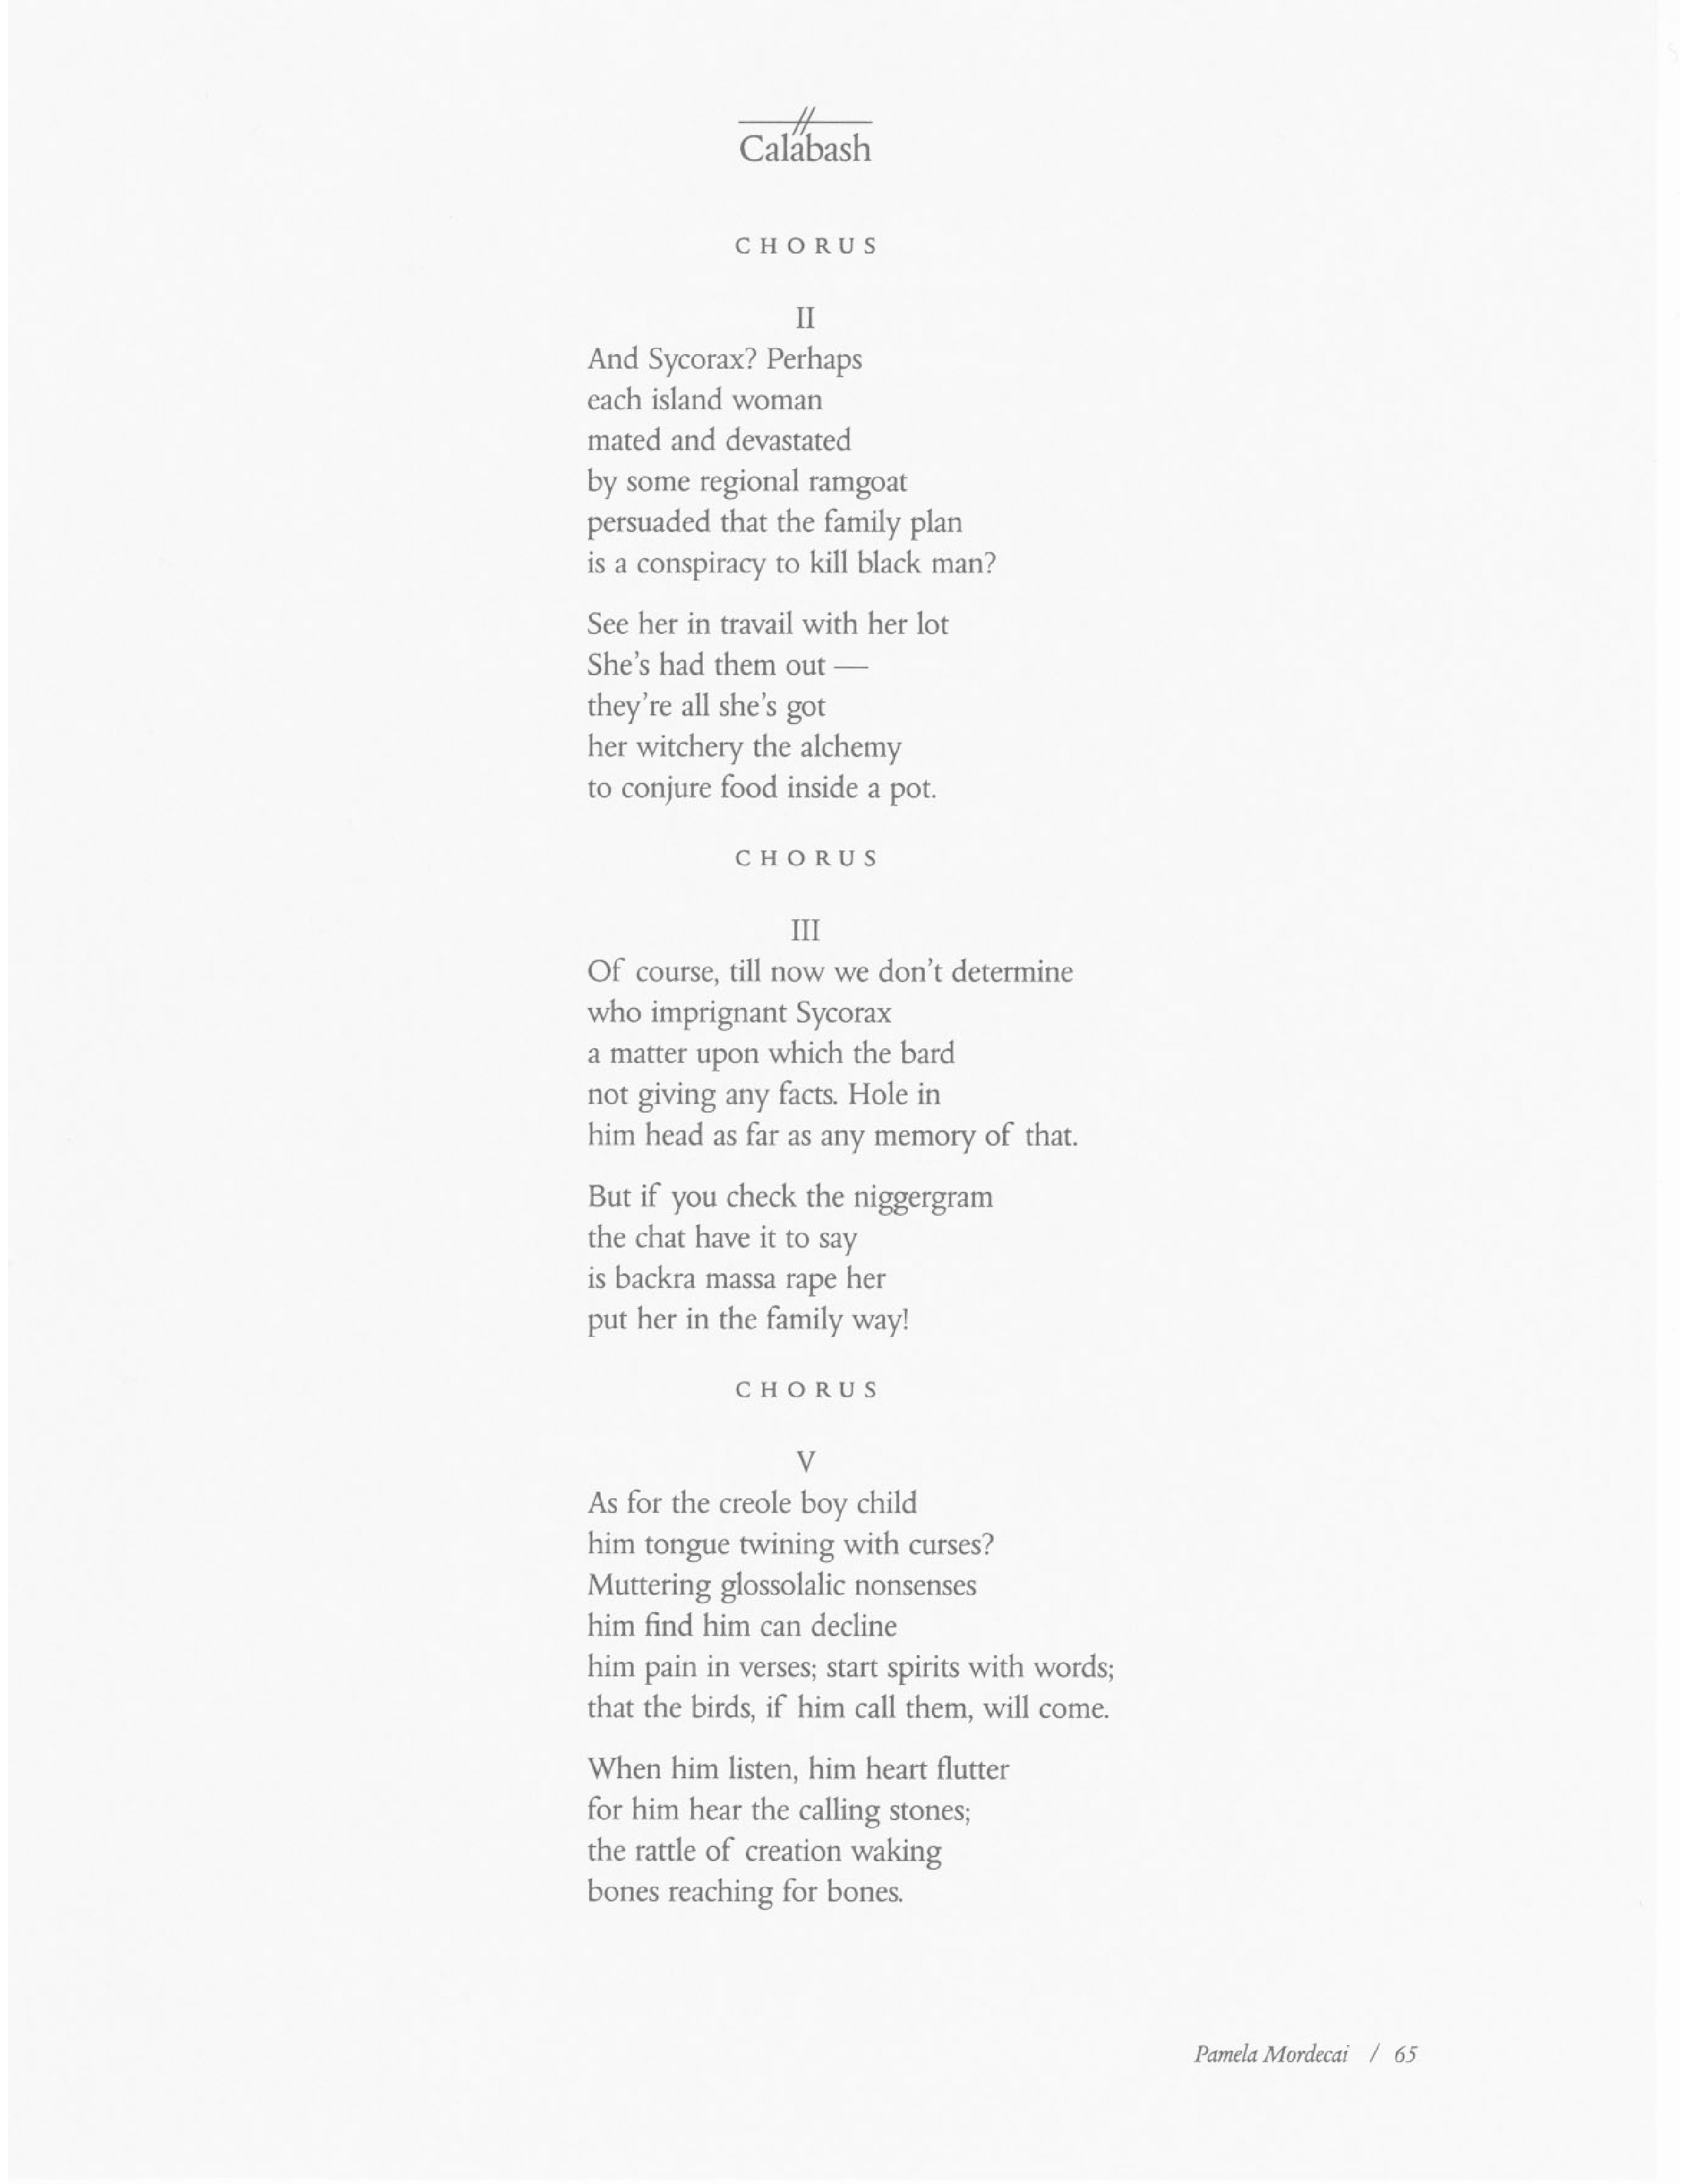 Calabash
CHORUS
II
And Sycorax? Perhaps
each island woman
mated and devastated
by some regional ramgoat
persuaded that the family plan
is a conspiracy to kill black man?
See her in travail with her lot
She's had them out —
they're all she's got
her witchery the alchemy
to conjure food inside a pot.
CHORUS
III
Of course, till now we don't determine
who imprignant Sycorax
a matter upon which the bard
not giving any facts. Hole in
him head as far as any memory of that.
But if you check the niggergram
the chat have it to say
is backra massa rape her
put her in the family way!
CHORUS
V
As for the creole boy child
him tongue twining with curses?
Muttering glossolalic nonsenses
him find him can decline
him pain in verses; start spirits with words;
that the birds, if him call them, will come.
When him listen, him heart flutter
for him hear the calling stones;
the rattle of creation waking
bones reaching for bones.
Pamela Mordecai / 65